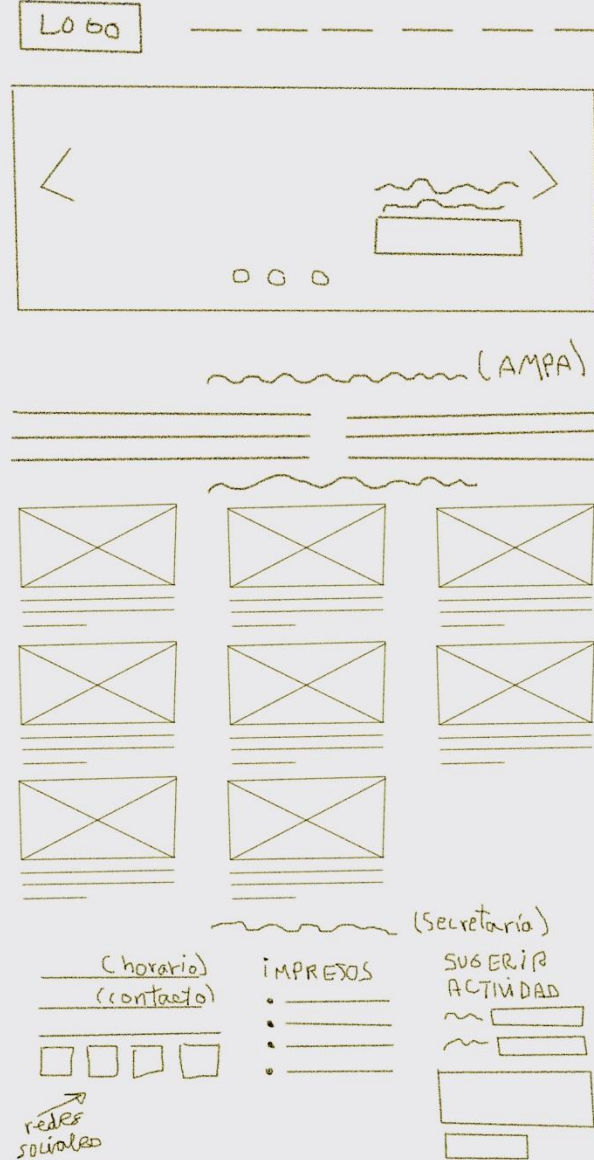 LOGO
(AMPA)
(secretaría)
(horario)
(contacto)
redes
sociales
iMPRESOS
SUGERiR
ACTiViDAD